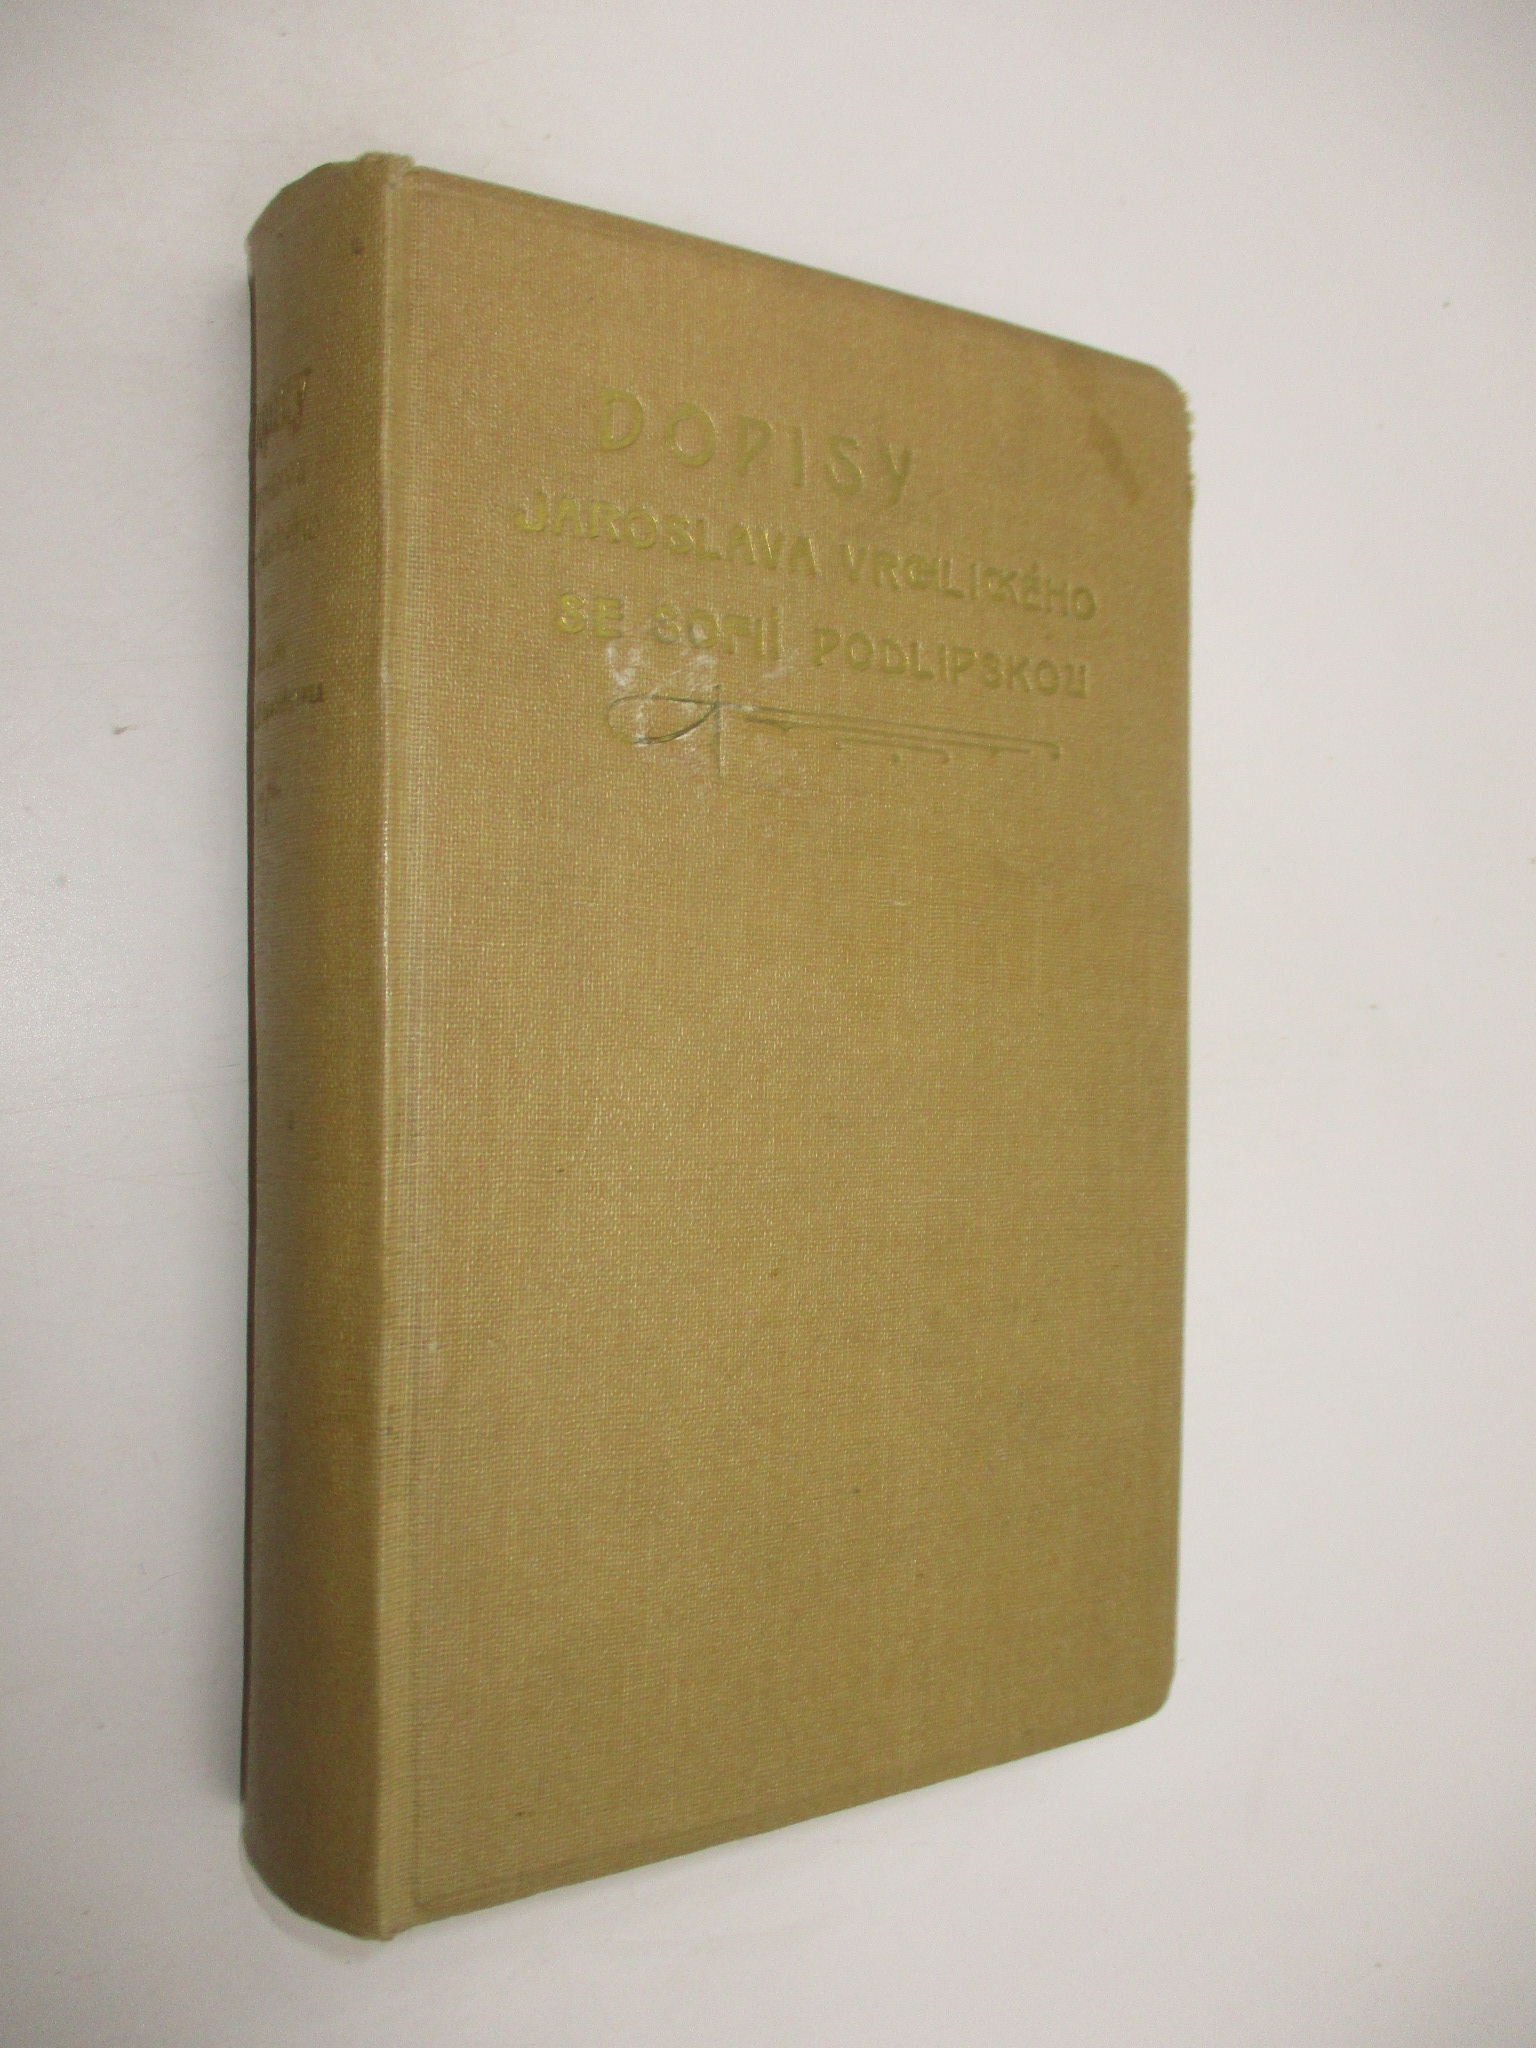 DOPISY
JAROSLAVA VRCHLICKÉHO
SE SOFIÍ PODLIPSKOU